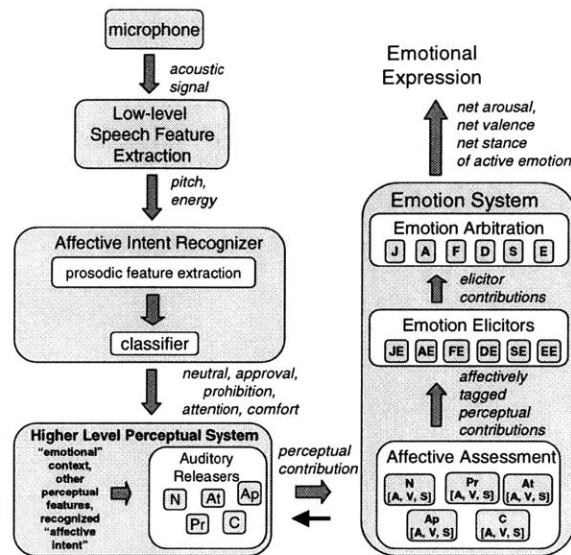 microphone
acoustic
signal
Low-level
Speech Feature
Extraction
pitch,
energy
Affective Intent Recognizer
prosodic feature extraction
classifier
neutral, approval,
prohibition,
attention, comfort
Higher Level Perceptual System
"emotional"
context,
other
perceptual
features,
recognized
"affective
intent"
Auditory
Releasers
N At Ap
Pr C
perceptual
contribution
Emotional
Expression
net arousal,
net valence
net stance
of active emotion
Emotion System
Emotion Arbitration
J A F D S E
elicitor
contributions
Emotion Elicitors
JE AE FE DE SE EE
affectively
tagged
perceptual
contributions
Affective Assessment
N Pr At
[A, V, S] [A, V, S] [A, V, S]
Ap C
[A, V, S] [A, V, S]